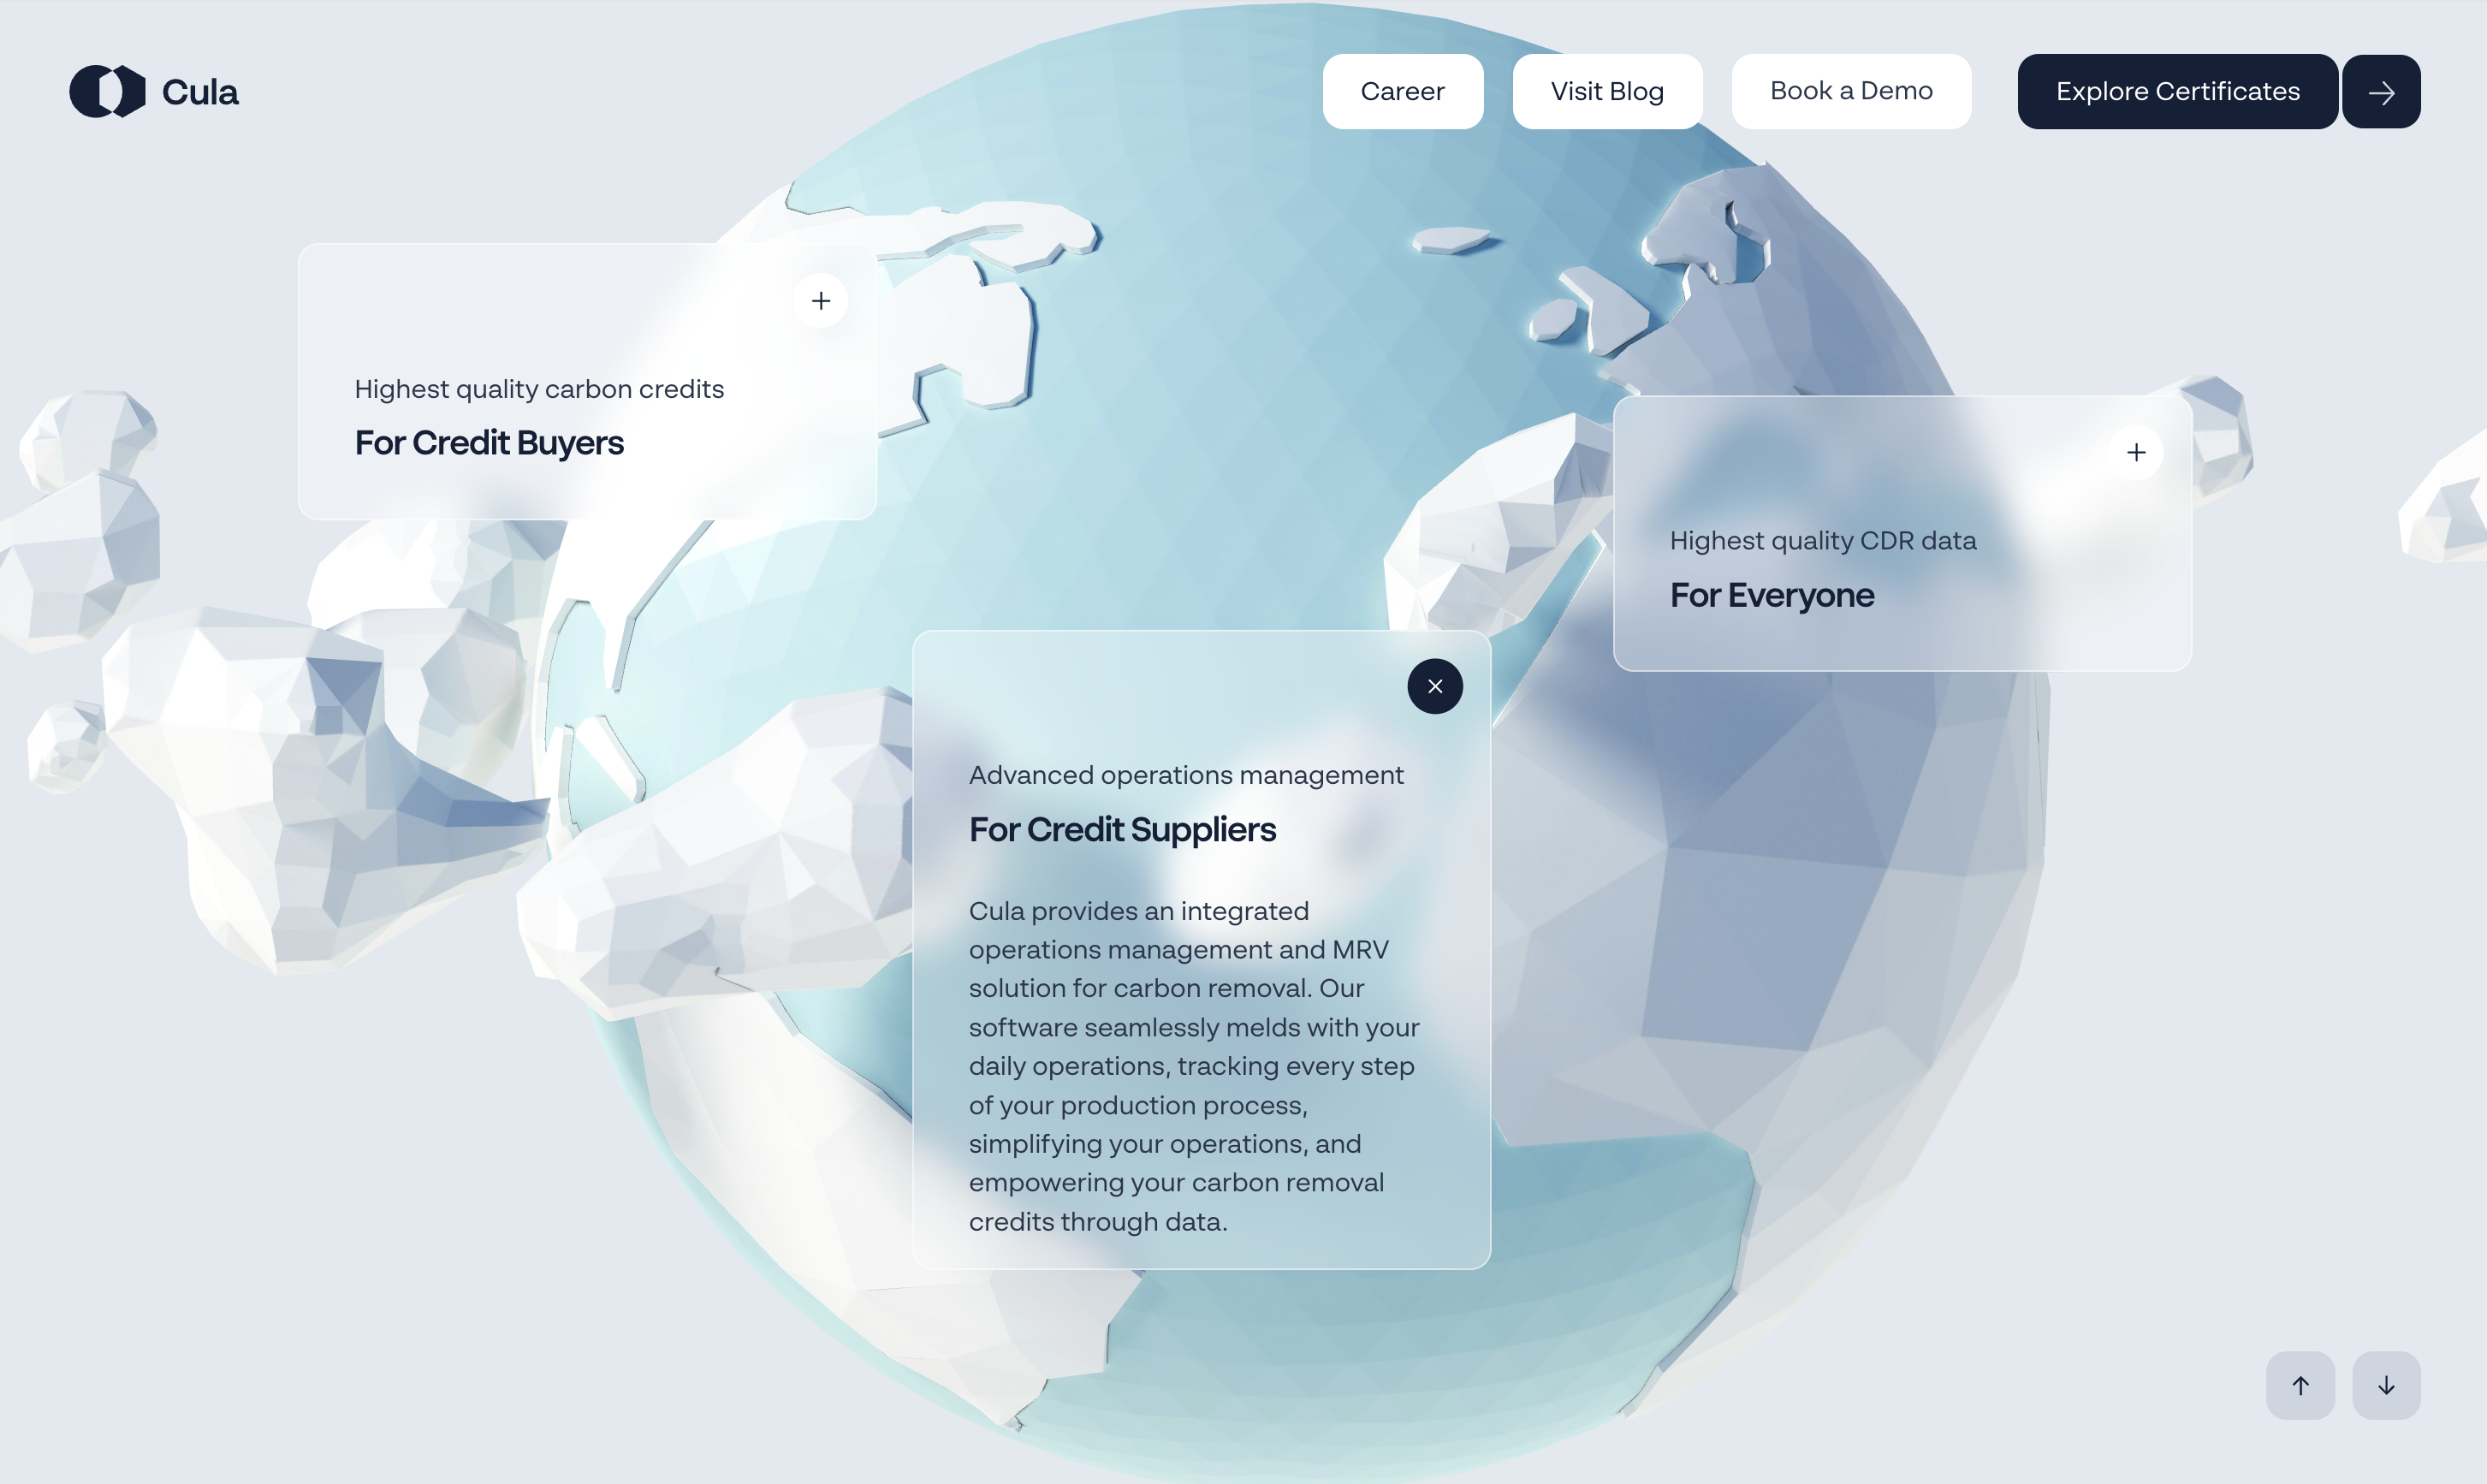 Cula
Career
Visit Blog
Book a Demo
Explore Certificates
Highest quality carbon credits
For Credit Buyers
Highest quality CDR data
For Everyone
Advanced operations management
For Credit Suppliers
Cula provides an integrated
operations management and MRV
solution for carbon removal. Our
software seamlessly melds with your
daily operations, tracking every step
of your production process,
simplifying your operations, and
empowering your carbon removal
credits through data.